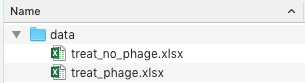 Name
data
treat_no_phage.xlsx
treat_phage.xlsx